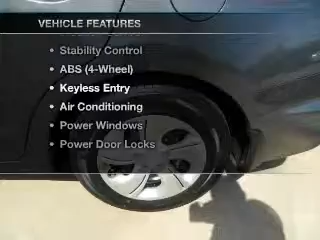 VEHICLE FEATURES
• Stability Control
• ABS (4-Wheel)
• Keyless Entry
• Air Conditioning
• Power Windows
• Power Door Locks